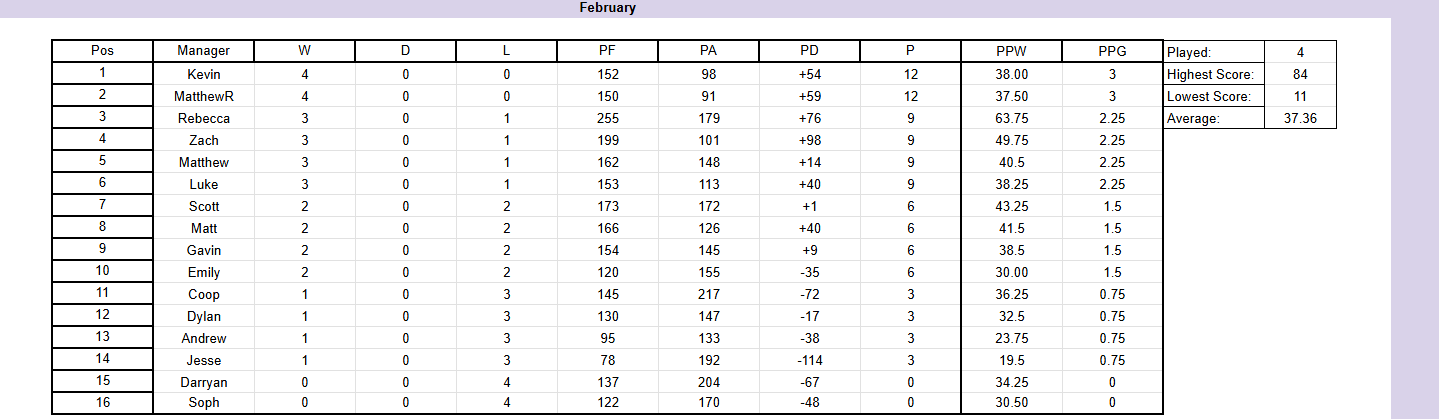 February
Pos Manager W D L PF PA PD P PPW PPG Played: 4
1 Kevin 4 0 0 152 98 +54 12 38.00 3 Highest Score: 84
2 MatthewR 4 0 0 150 91 +59 12 37.50 3 Lowest Score: 11
3 Rebecca 3 0 1 255 179 +76 9 63.75 2.25 Average: 37.36
4 Zach 3 0 1 199 101 +98 9 49.75 2.25
5 Matthew 3 0 1 162 148 +14 9 40.5 2.25
6 Luke 3 0 1 153 113 +40 9 38.25 2.25
7 Scott 2 0 2 173 172 +1 6 43.25 1.5
8 Matt 2 0 2 166 126 +40 6 41.5 1.5
9 Gavin 2 0 2 154 145 +9 6 38.5 1.5
10 Emily 2 0 2 120 155 -35 6 30.00 1.5
11 Coop 1 0 3 145 217 -72 3 36.25 0.75
12 Dylan 1 0 3 130 147 -17 3 32.5 0.75
13 Andrew 1 0 3 95 133 -38 3 23.75 0.75
14 Jesse 1 0 3 78 192 -114 3 19.5 0.75
15 Darryan 0 0 4 137 204 -67 0 34.25 0
16 Soph 0 0 4 122 170 -48 0 30.50 0